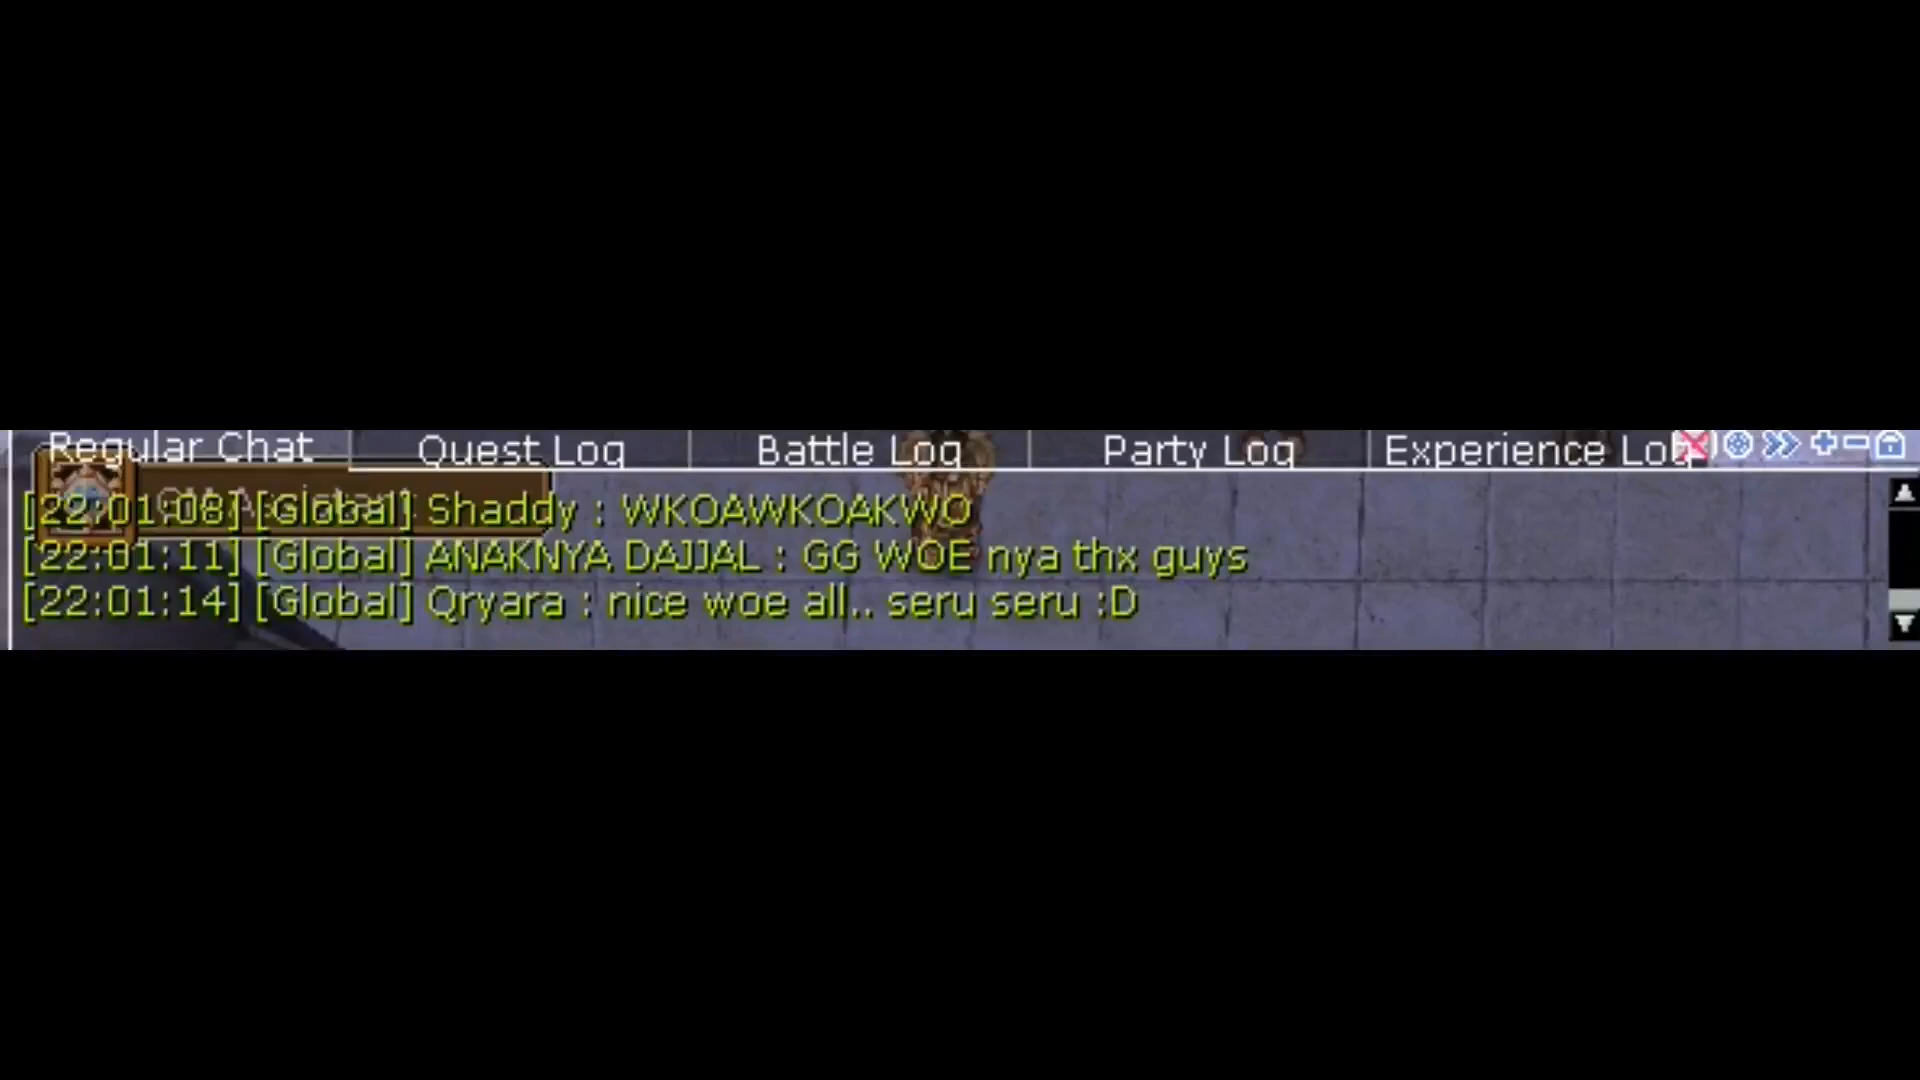 Regular Chat Quest Log Battle Log Party Log Experience Log
[22:01:08] [Global] Shaddy : WKOAWKOAKWO
[22:01:11] [Global] ANAKNYA DAJJAL : GG WOE nya thx guys
[22:01:14] [Global] Qryara : nice woe all.. seru seru :D